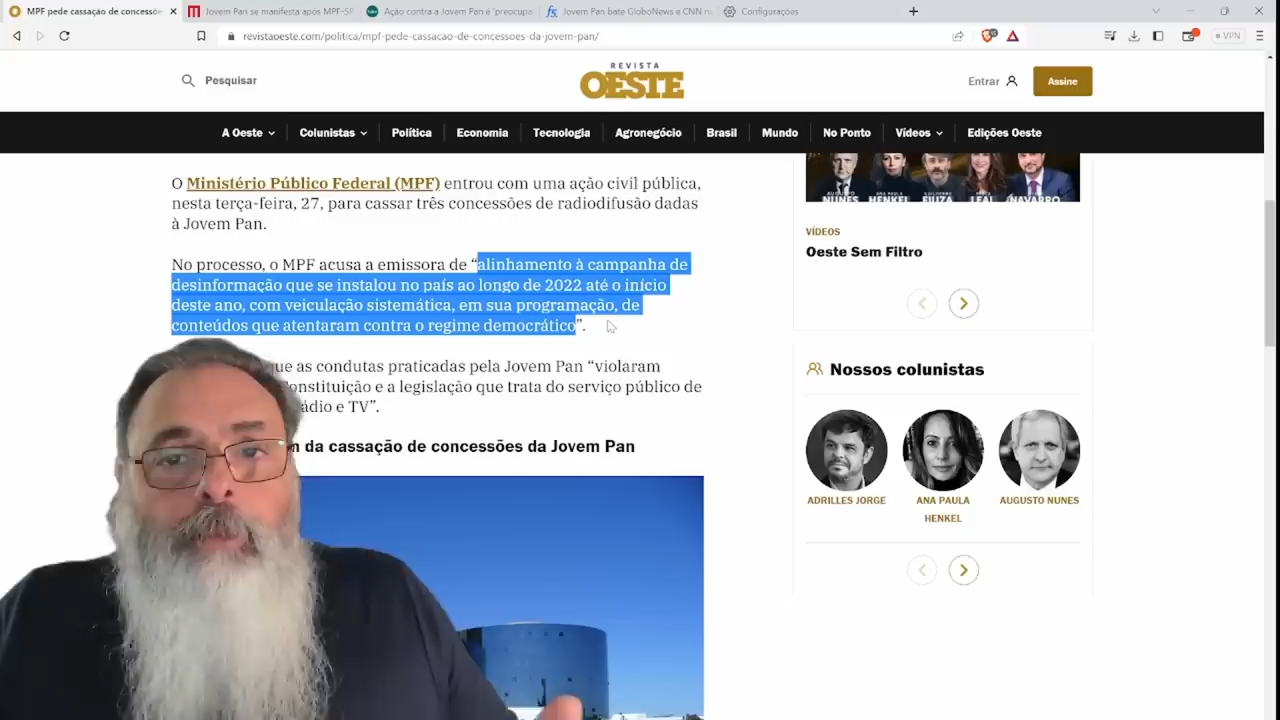 MPF pede cassação de concessõe
Jovem Pan se manifesta após MPF-SP
Ação contra a Jovem Pan é 'preocupa
Jovem Pan bate GloboNews e CNN n
Configurações
revistaoeste.com/politica/mpf-pede-cassacao-de-concessoes-da-jovem-pan/
VPN
Pesquisar
REVISTA
OESTE
Entrar
Assine
A Oeste
Colunistas
Política
Economia
Tecnologia
Agronegócio
Brasil
Mundo
No Ponto
Vídeos
Edições Oeste
O Ministério Público Federal (MPF) entrou com uma ação civil pública,
nesta terça-feira, 27, para cassar três concessões de radiodifusão dadas
à Jovem Pan.
No processo, o MPF acusa a emissora de “alinhamento à campanha de
desinformação que se instalou no país ao longo de 2022 até o início
deste ano, com veiculação sistemática, em sua programação, de
conteúdos que atentaram contra o regime democrático”.
ue as condutas praticadas pela Jovem Pan “violaram
onstituição e a legislação que trata do serviço público de
ádio e TV”.
m da cassação de concessões da Jovem Pan
AUGUSTO
NUNES
ANA PAULA
HENKEL
GUILHERME
FIUZA
LEAL
NAVARRO
VÍDEOS
Oeste Sem Filtro
Nossos colunistas
ADRILLES JORGE
ANA PAULA
HENKEL
AUGUSTO NUNES